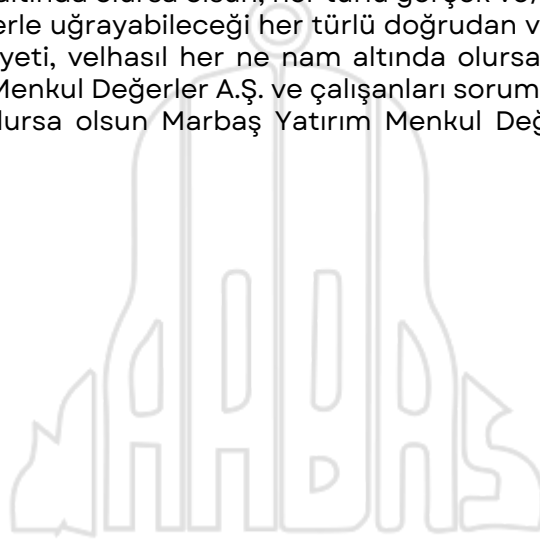 altında olursa olsun, her türlü gerçek ve/
erle uğrayabileceği her türlü doğrudan v
yeti, velhasıl her ne nam altında olursa
Menkul Değerler A.Ş. ve çalışanları sorum
lursa olsun Marbaş Yatırım Menkul Değ
MARBAŞ